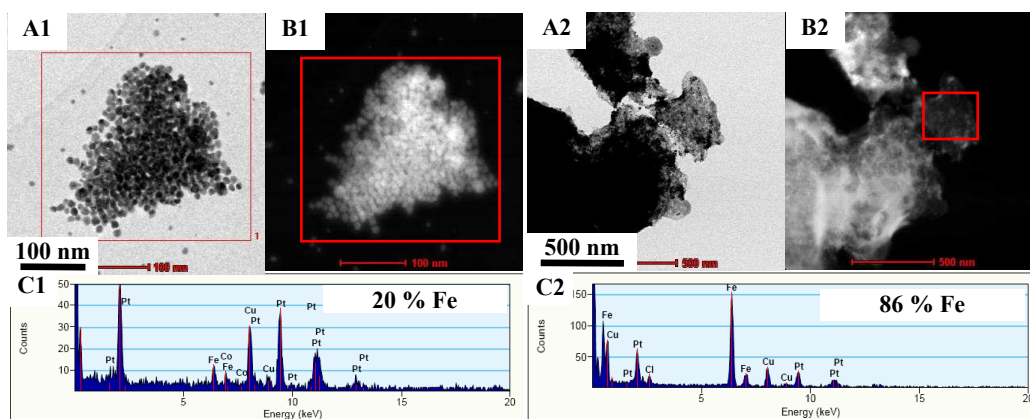 A1
B1
A2
B2
100 nm
100 nm
1
100 nm
500 nm
500 nm
500 nm
C1
20 % Fe
50
40
30
20
10
Counts
Pt
Pt
Fe
Co
Fe
Co
Cu
Pt
Cu
Pt
Pt
Pt
Pt
Pt
Pt
5
10
15
20
Energy (keV)
C2
86 % Fe
150
100
50
Counts
Fe
Cu
Pt
Pt
Cl
Fe
Fe
Cu
Cu
Pt
Pt
Pt
5
10
15
20
Energy (keV)